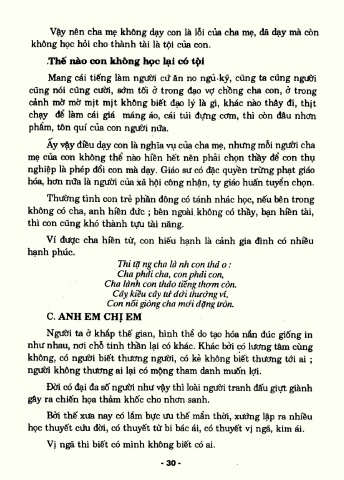 Vậy nên cha mẹ không dạy con là lỗi của cha mẹ, đã dạy mà còn
không học hỏi cho thành tài là tội của con.
Thế nào con không học lại có tội
Mang cái tiếng làm người cứ ăn no ngủ kỹ, cũng ta cũng người
cũng nói cũng cười, sớm tối ở trong đạo vợ chồng cha con, ở trong
cảnh mờ mờ mịt mịt không biết đạo lý là gì, khác nào thây đi, thịt
chạy để làm cái giá máng áo, cái túi đựng cơm, thì còn đâu nhơn
phẩm, tôn quí của con người nữa.
Ấy vậy điều dạy con là nghĩa vụ của cha mẹ, nhưng mỗi người cha
mẹ của con không thể nào hiền hết nên phải chọn thầy để con thụ
nghiệp là phép đổi con mà dạy. Giáo sư có đặc quyền trừng phạt giáo
hóa, hơn nữa là người của xã hội công nhận, ty giáo huấn tuyển chọn.
Thường tình con trẻ phần đông có tánh nhác học, nếu bên trong
không có cha, anh hiền đức ; bên ngoài không có thầy, bạn hiền tài,
thì con cũng khó thành tựu tài năng.
Ví được cha hiền từ, con hiếu hạnh là cảnh gia đình có nhiều
hạnh phúc.
Thi tặng cha lành con thảo :
Cha phải cha, con phải con,
Cha lành con thảo tiếng thơm còn.
Cây kiều cây tử dời thường ví,
Con nối giòng cha mới đặng tròn.
C. ANH EM CHỊ EM
Người ta ở khắp thế gian, hình thể do tạo hóa nắn đúc giống in
như nhau, nơi chỗ tinh thần lại có khác. Khác bởi có lương tâm cùng
không, có người biết thương người, có kẻ không biết thương tới ai ;
người không thương ai lại có mộng tham danh muốn lợi.
Đời có đại đa số người như vậy thì loài người tranh đấu giựt giành
gây ra chiến họa thảm khốc cho nhơn sanh.
Bởi thế xưa nay có lắm bực ưu thế mẫn thời, xướng lập ra nhiều
học thuyết cứu đời, có thuyết từ bi bác ái, có thuyết vị ngã, kim ái.
Vị ngã thì biết có mình không biết có ai.
- 30 -